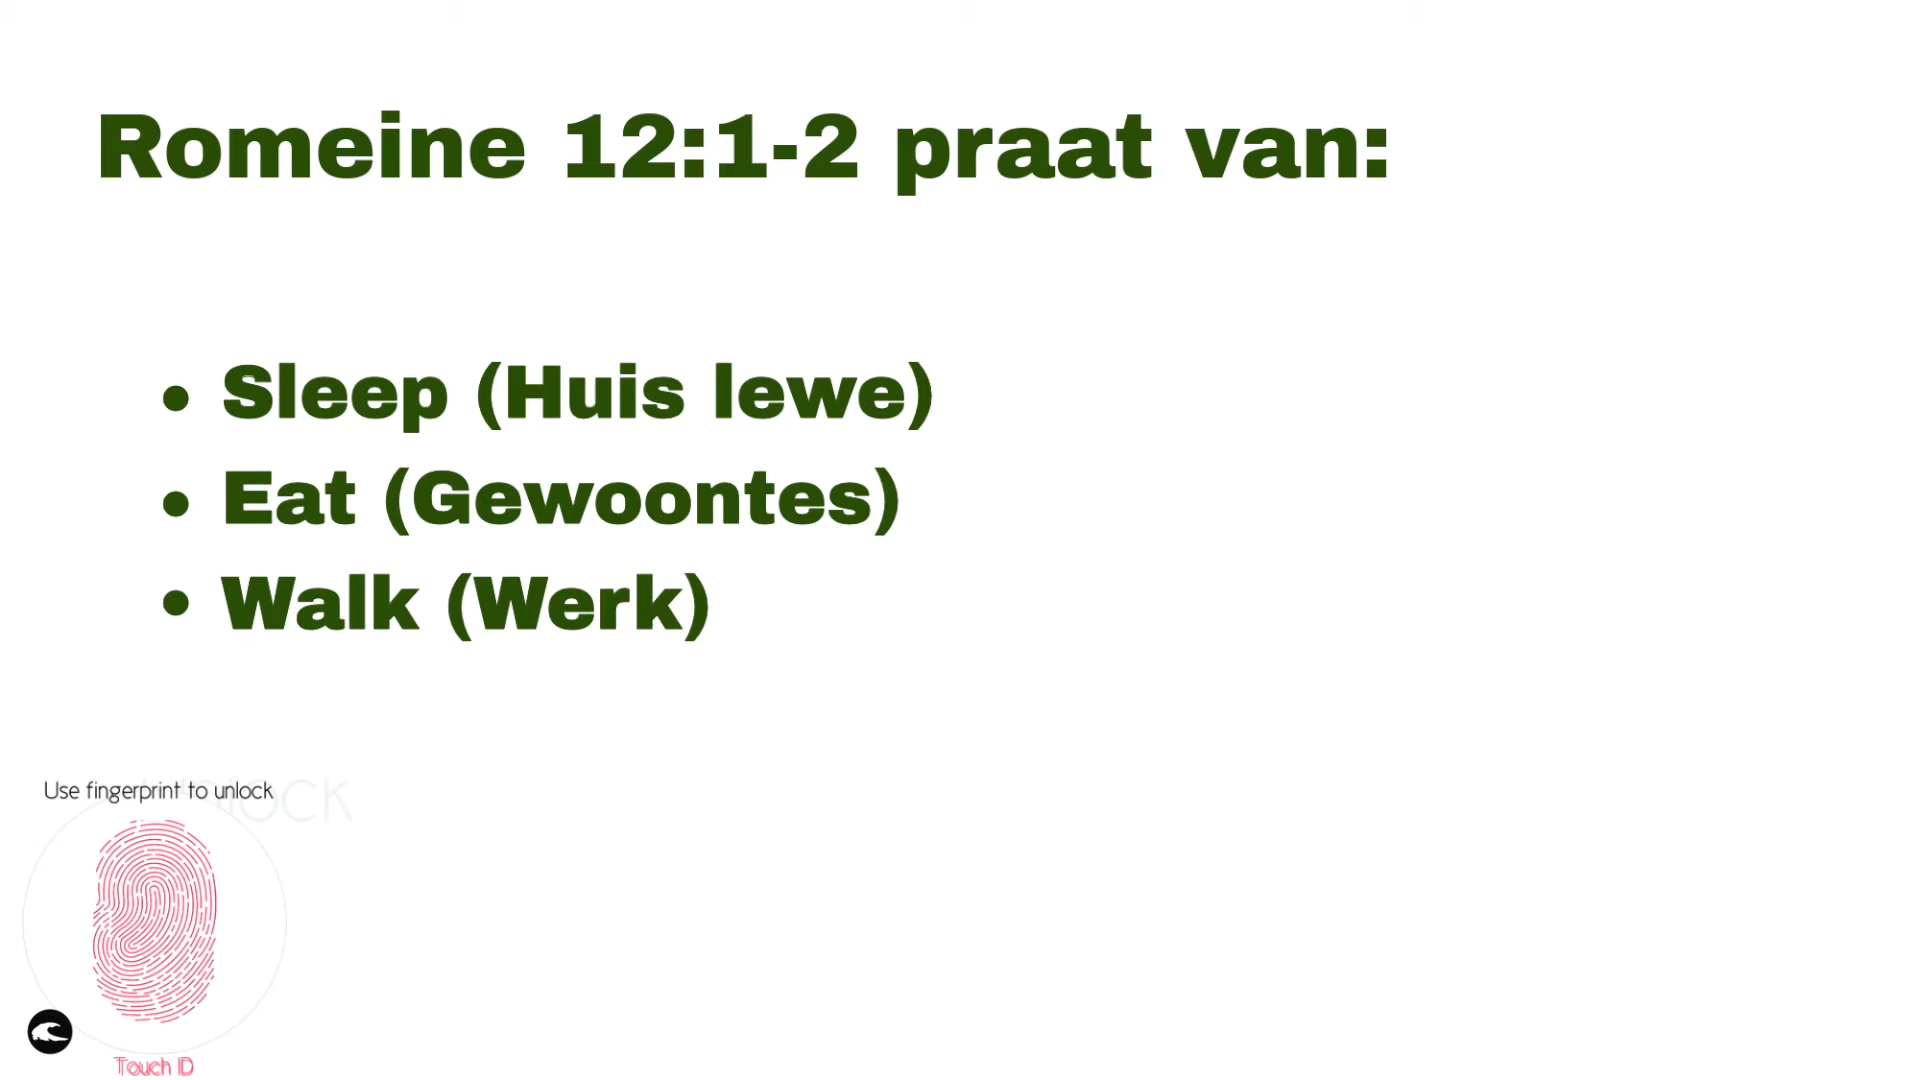 Romeine 12:1-2 praat van:
• Sleep (Huis lewe)
• Eat (Gewoontes)
• Walk (Werk)
Use fingerprint to unlock
Touch ID